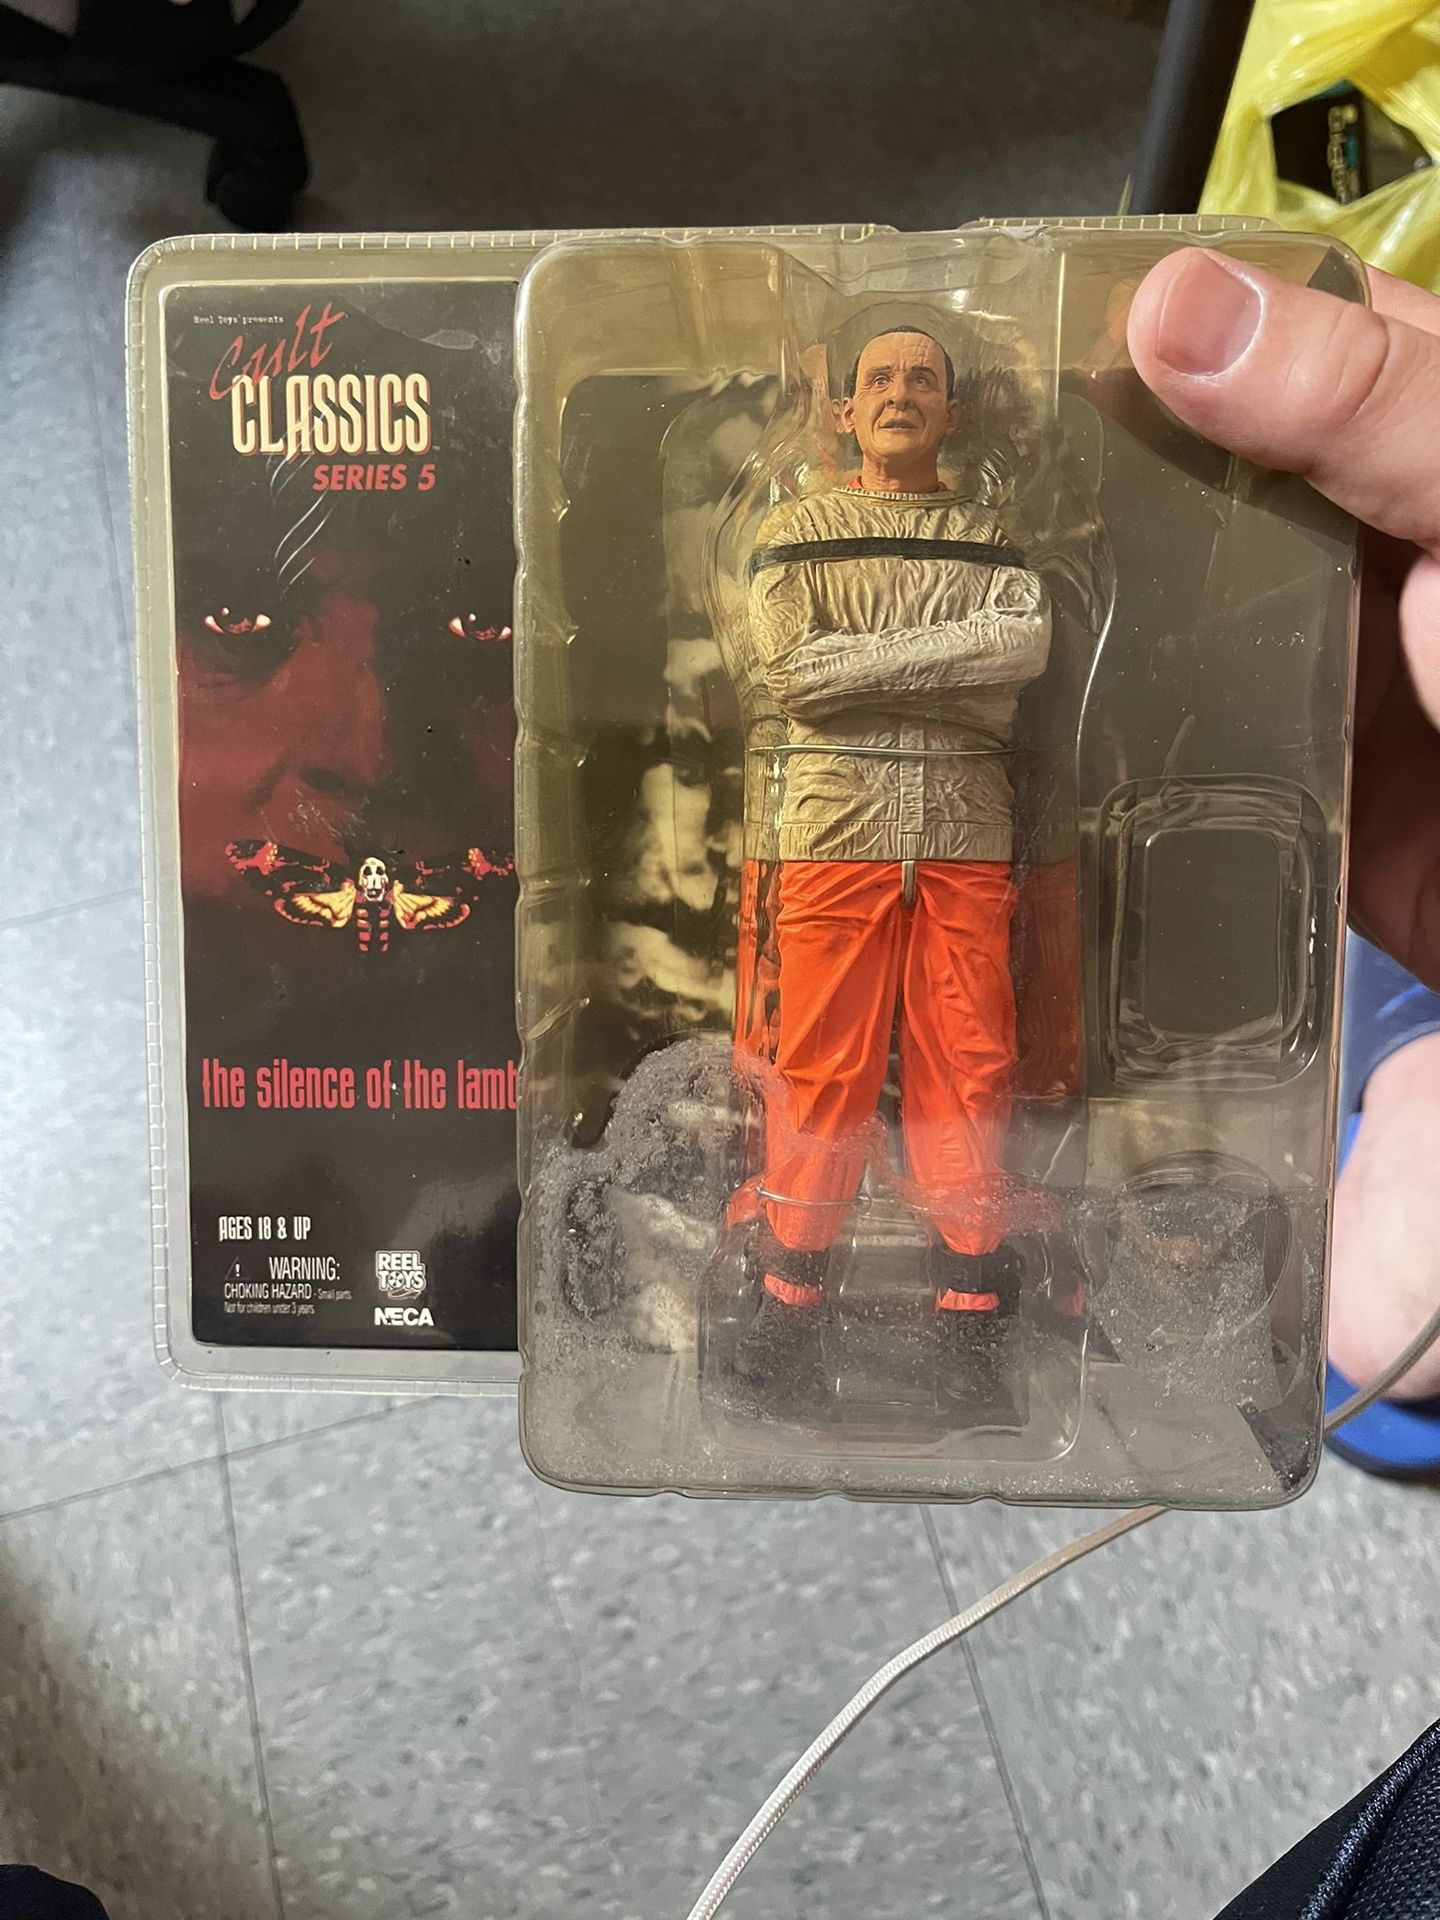 Reel Toys presents
Cult
CLASSICS
SERIES 5
the silence of the lamb
AGES 18 & UP
! WARNING:
CHOKING HAZARD - Small parts
Not for children under 3 years
REEL
TOYS
NECA